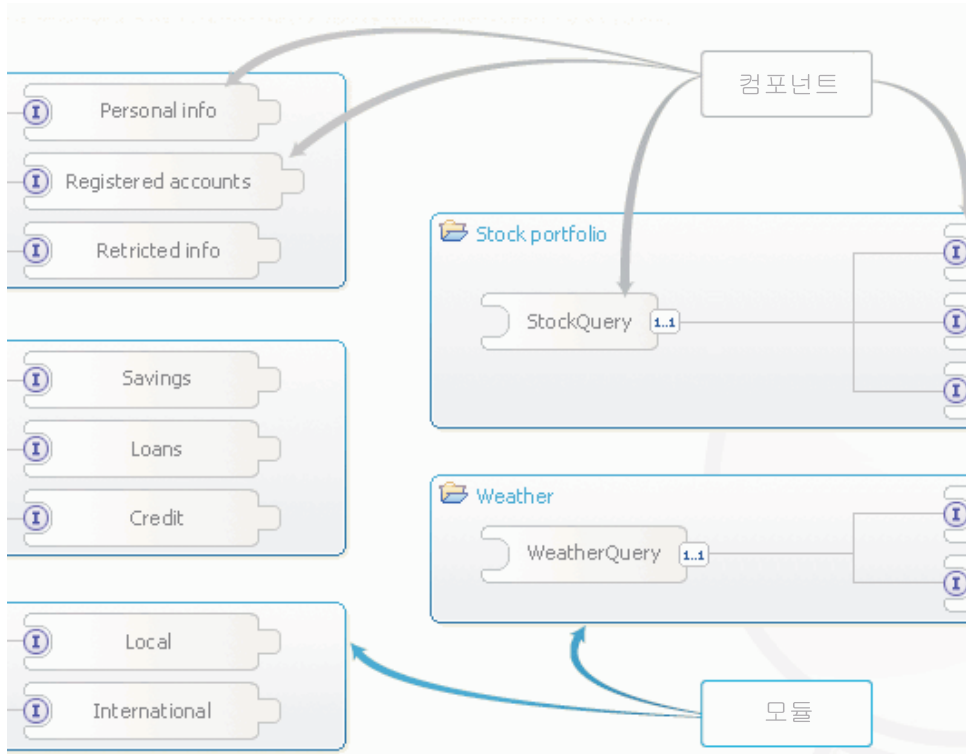 컴포넌트
Personal info
Registered accounts
Retricted info
Stock portfolio
StockQuery 1..1
Savings
Loans
Credit
Weather
WeatherQuery 1..1
Local
International
모듈
I
I
I
I
I
I
I
I
I
I
I
I
I